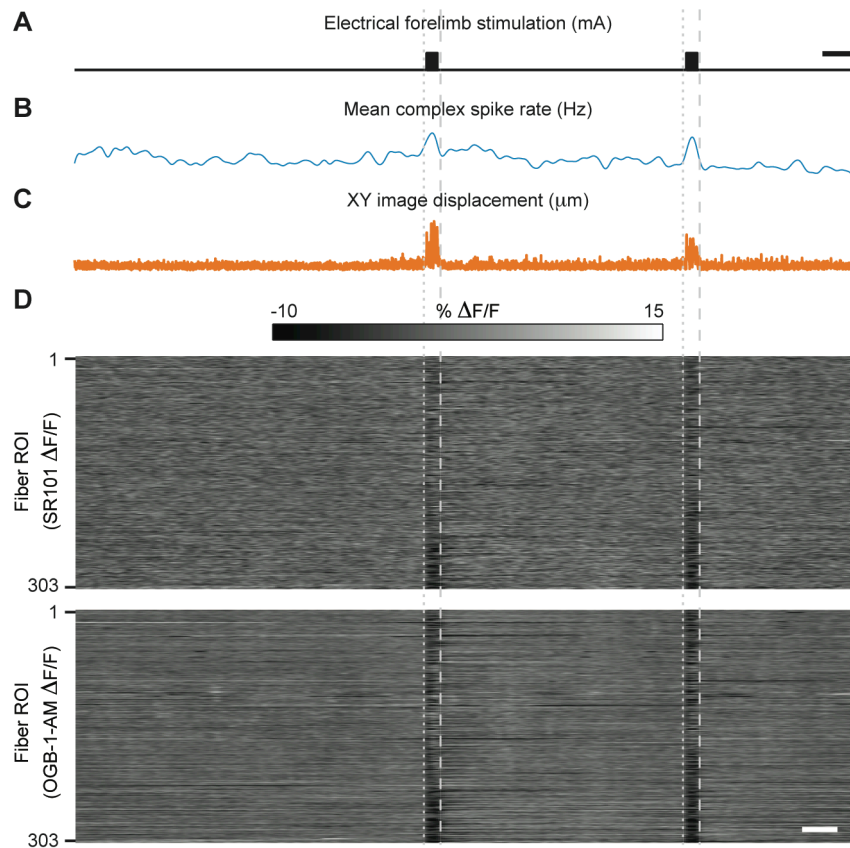 A
Electrical forelimb stimulation (mA)
B
Mean complex spike rate (Hz)
C
XY image displacement (μm)
D
-10
% ΔF/F
15
1
Fiber ROI
(SR101 ΔF/F)
303
1
Fiber ROI
(OGB-1-AM ΔF/F)
303